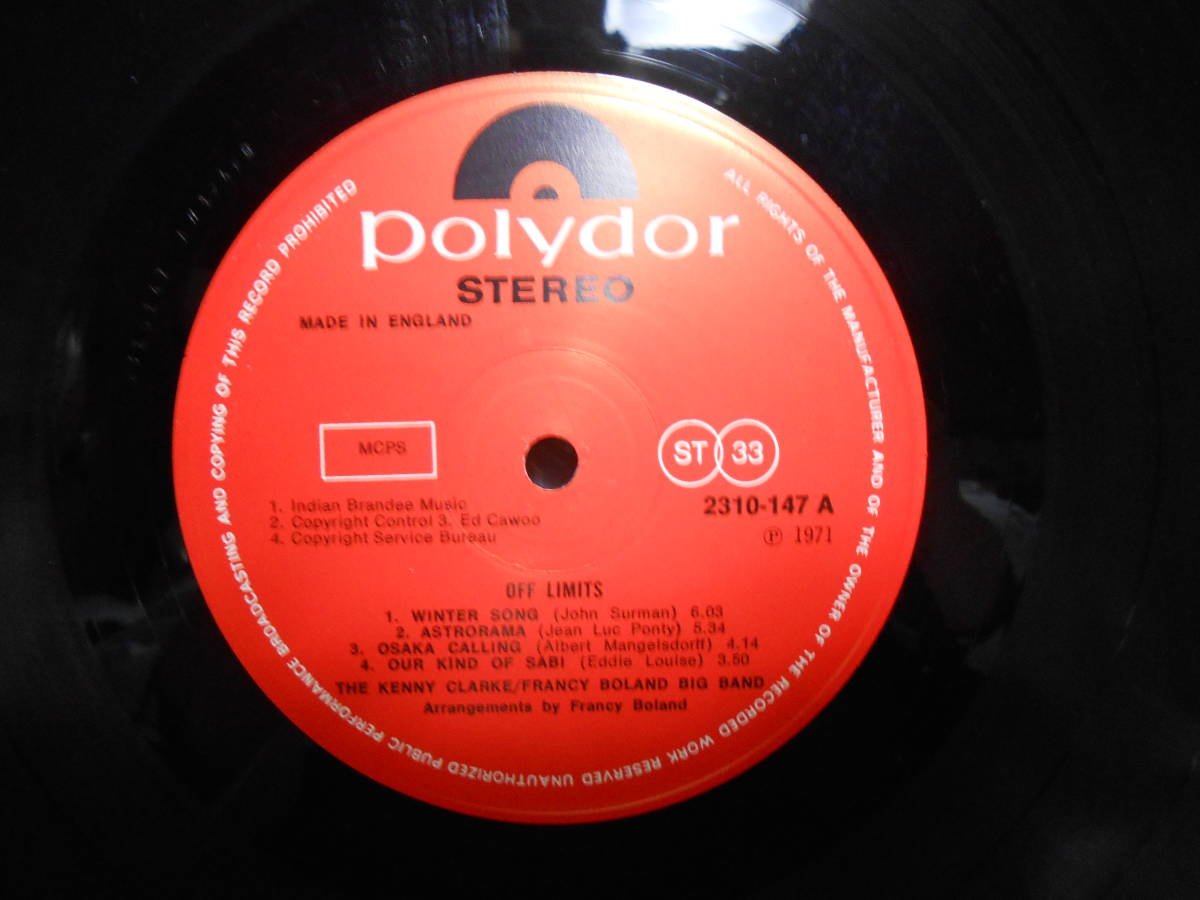 polydor
STEREO
MADE IN ENGLAND
MCPS
ST 33
1. Indian Brandee Music
2. Copyright Control 3. Ed Cawoo
4. Copyright Service Bureau
2310-147 A
℗ 1971
OFF LIMITS
1. WINTER SONG (John Surman) 6.03
2. ASTRORAMA (Jean Luc Ponty) 5.34
3. OSAKA CALLING (Albert Mangelsdorff) 4.14
4. OUR KIND OF SABI (Eddie Louise) 3.50
THE KENNY CLARKE/FRANCY BOLAND BIG BAND
Arrangements by Francy Boland
ALL RIGHTS OF THE MANUFACTURER AND OF THE OWNER OF THE RECORDED WORK RESERVED UNAUTHORIZED PUBLIC PERFORMANCE BROADCASTING AND COPYING OF THIS RECORD PROHIBITED